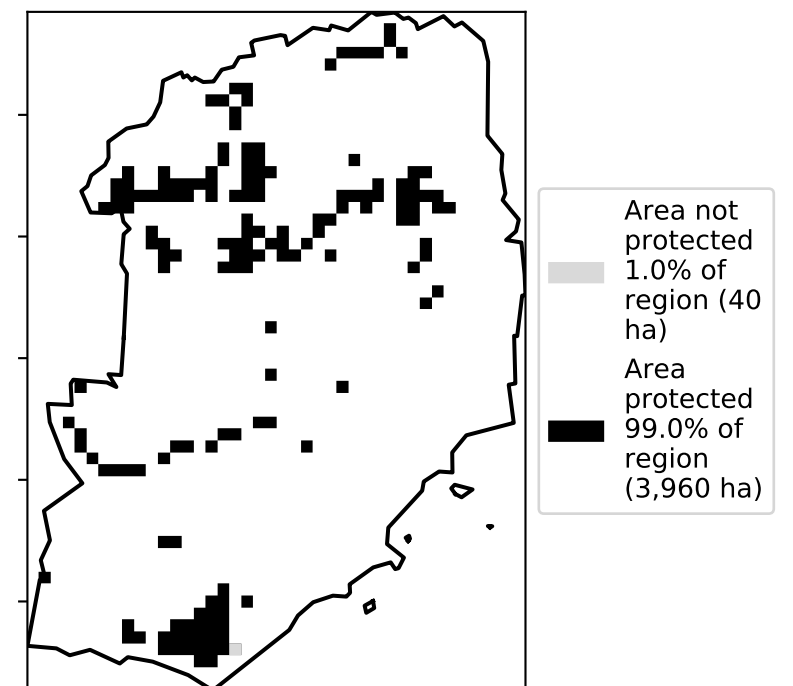 Area not
protected
1.0% of
region (40
ha)
Area
protected
99.0% of
region
(3,960 ha)